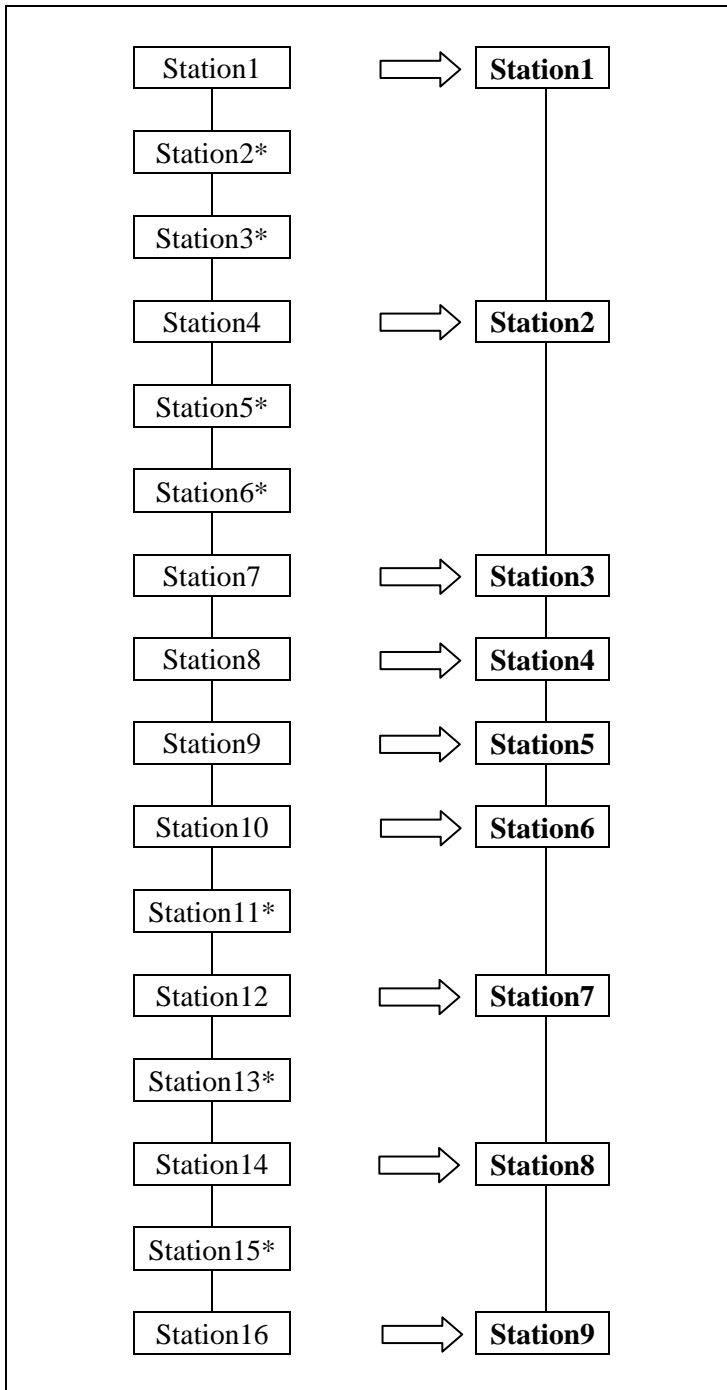 Station1 Station1
Station2*
Station3*
Station4 Station2
Station5*
Station6*
Station7 Station3
Station8 Station4
Station9 Station5
Station10 Station6
Station11*
Station12 Station7
Station13*
Station14 Station8
Station15*
Station16 Station9